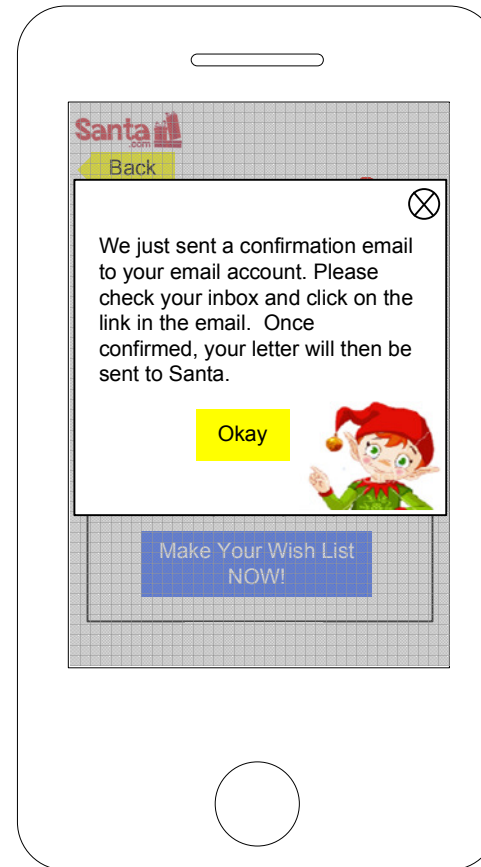 Santa
.com
Back
We just sent a confirmation email
to your email account. Please
check your inbox and click on the
link in the email.  Once
confirmed, your letter will then be
sent to Santa.
Okay
Make Your Wish List
NOW!